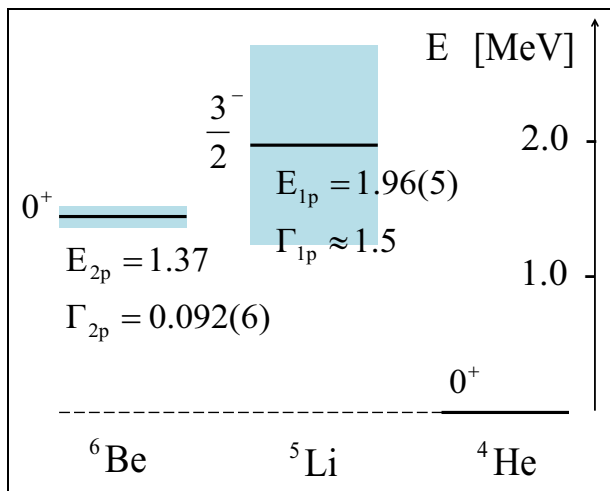 E [MeV]
2.0
3/2⁻
E₁ₚ = 1.96(5)
0⁺
Γ₁ₚ ≈ 1.5
E₂ₚ = 1.37
1.0
Γ₂ₚ = 0.092(6)
0⁺
⁶Be ⁵Li ⁴He